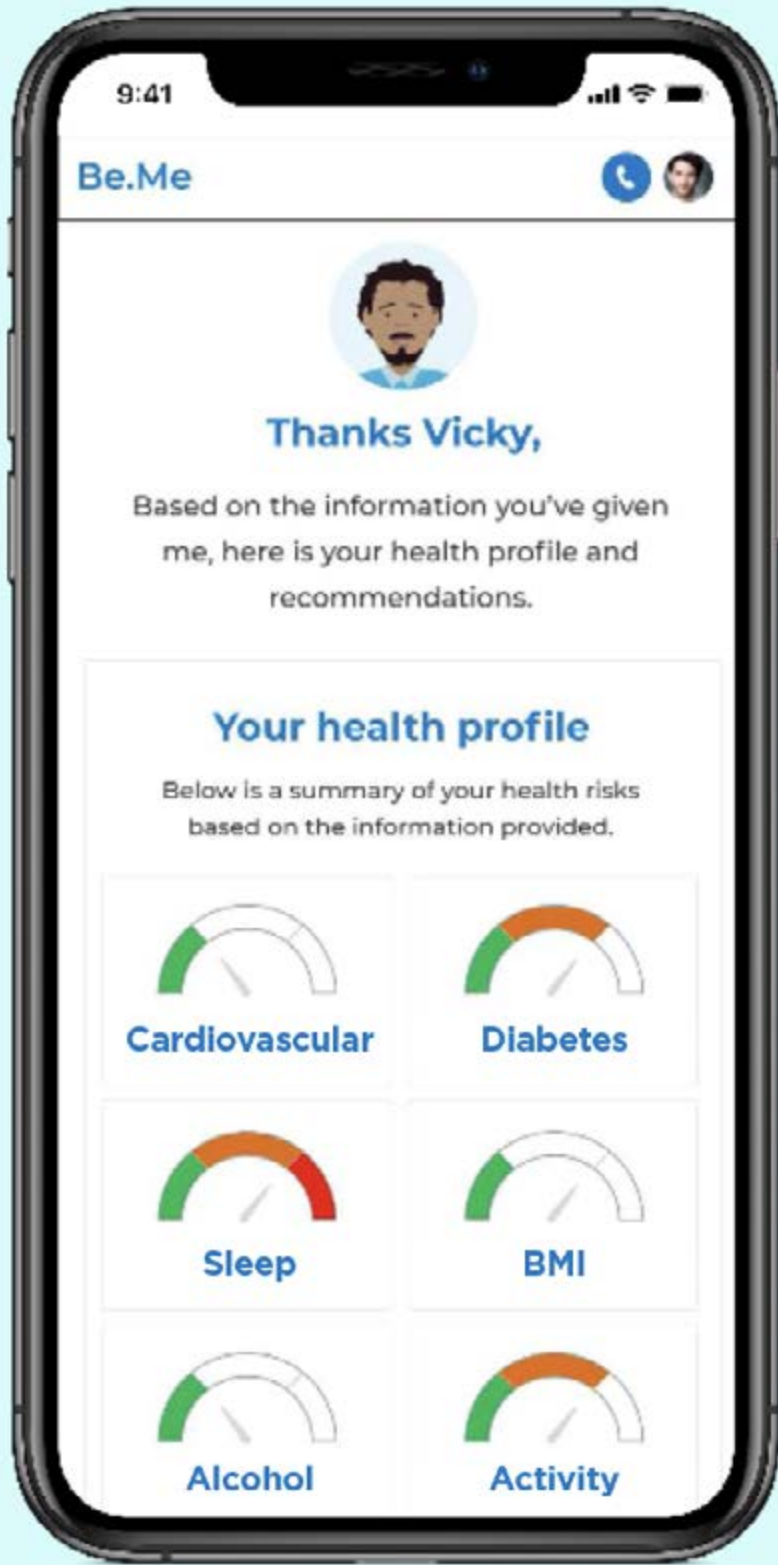 9:41
Be.Me
Thanks Vicky,
Based on the information you've given
me, here is your health profile and
recommendations.
Your health profile
Below is a summary of your health risks
based on the information provided.
Cardiovascular
Diabetes
Sleep
BMI
Alcohol
Activity